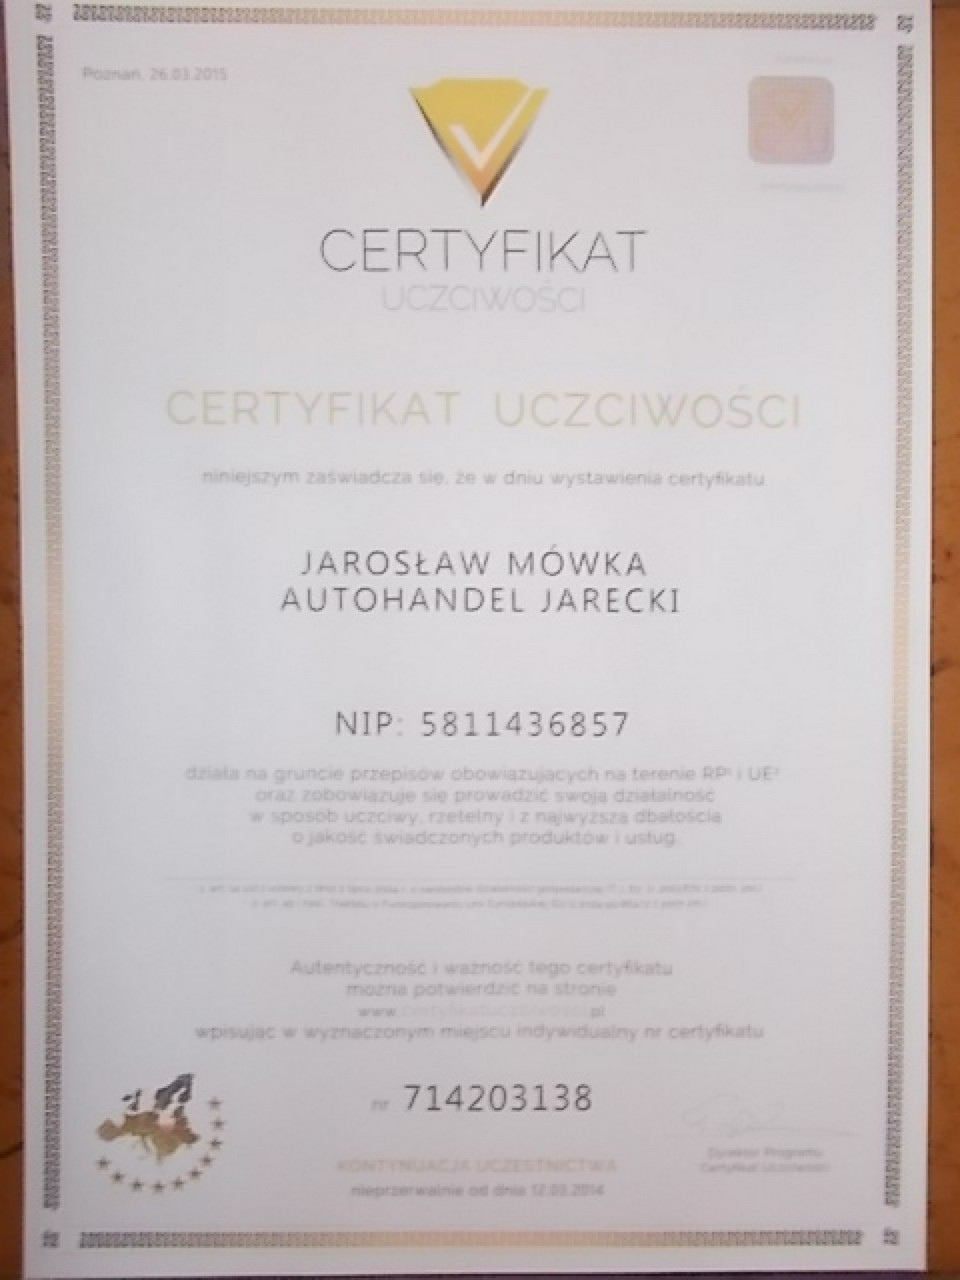 Poznań, 26.03.2015
CERTYFIKAT
UCZCIWOŚCI
CERTYFIKAT UCZCIWOŚCI
niniejszym zaświadcza się, że w dniu wystawienia certyfikatu
JAROSŁAW MÓWKA
AUTOHANDEL JARECKI
NIP: 5811436857
działa na gruncie przepisów obowiązujących na terenie RP¹ i UE²
oraz zobowiązuje się prowadzić swoją działalność
w sposób uczciwy, rzetelny i z najwyższą dbałością
o jakość świadczonych produktów i usług.
Autentyczność i ważność tego certyfikatu
można potwierdzić na stronie
www.certyfikatuczciwosci.pl
wpisując w wyznaczonym miejscu indywidualny nr certyfikatu
nr 714203138
Dyrektor Programu
Certyfikat Uczciwości
KONTYNUACJA UCZESTNICTWA
nieprzerwalnie od dnia 12.03.2014